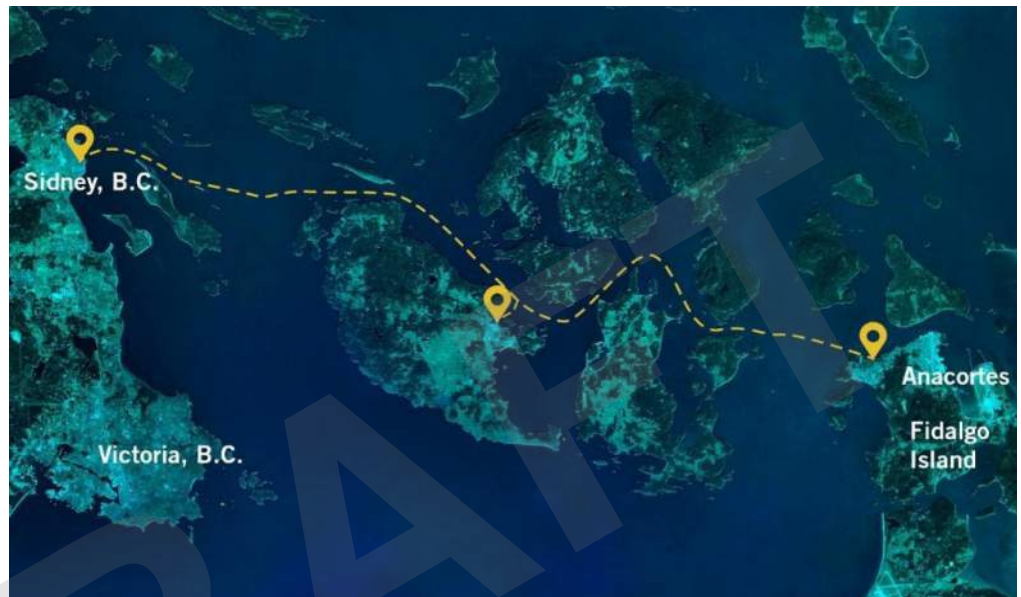 Sidney, B.C.
Anacortes
Fidalgo
Island
Victoria, B.C.
DRAFT